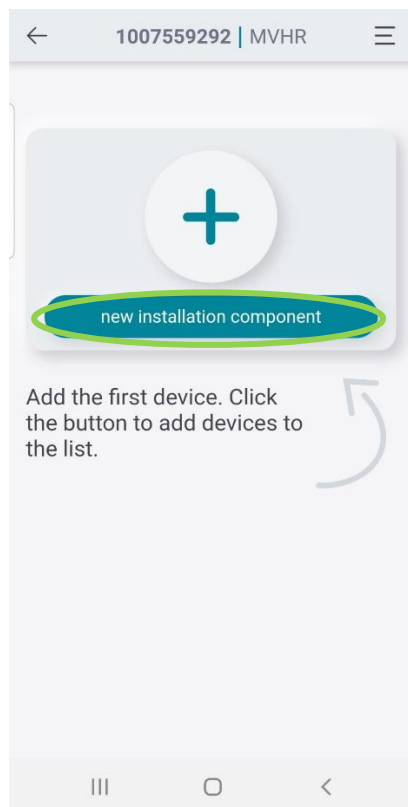 1007559292 | MVHR
new installation component
Add the first device. Click
the button to add devices to
the list.